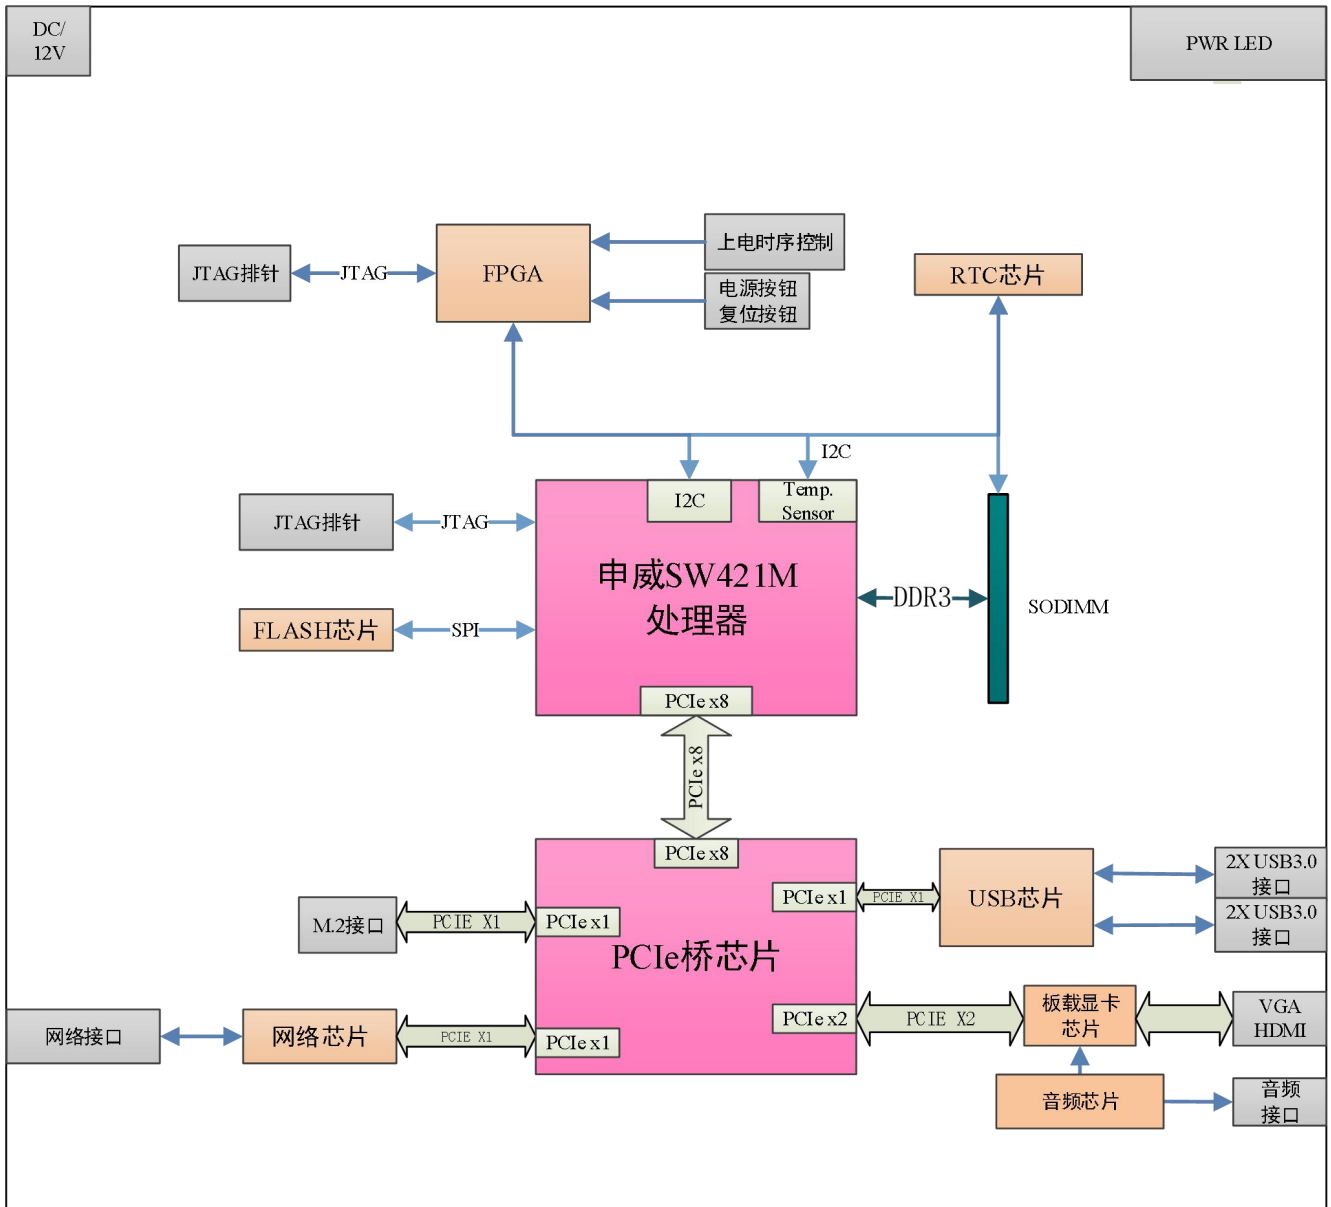 DC/
12V
PWR LED
上电时序控制
JTAG排针
JTAG
FPGA
电源按钮
复位按钮
RTC芯片
I2C
I2C
Temp.
Sensor
JTAG排针
JTAG
申威SW421M
处理器
DDR3
SODIMM
FLASH芯片
SPI
PCIe x8
PCIe x8
PCIe x8
2X USB3.0
接口
PCIe x1
PCIE X1
USB芯片
M.2接口
PCIE X1
PCIe x1
2X USB3.0
接口
PCIe桥芯片
网络接口
网络芯片
PCIE X1
PCIe x1
PCIe x2
PCIE X2
板载显卡
芯片
VGA
HDMI
音频芯片
音频
接口